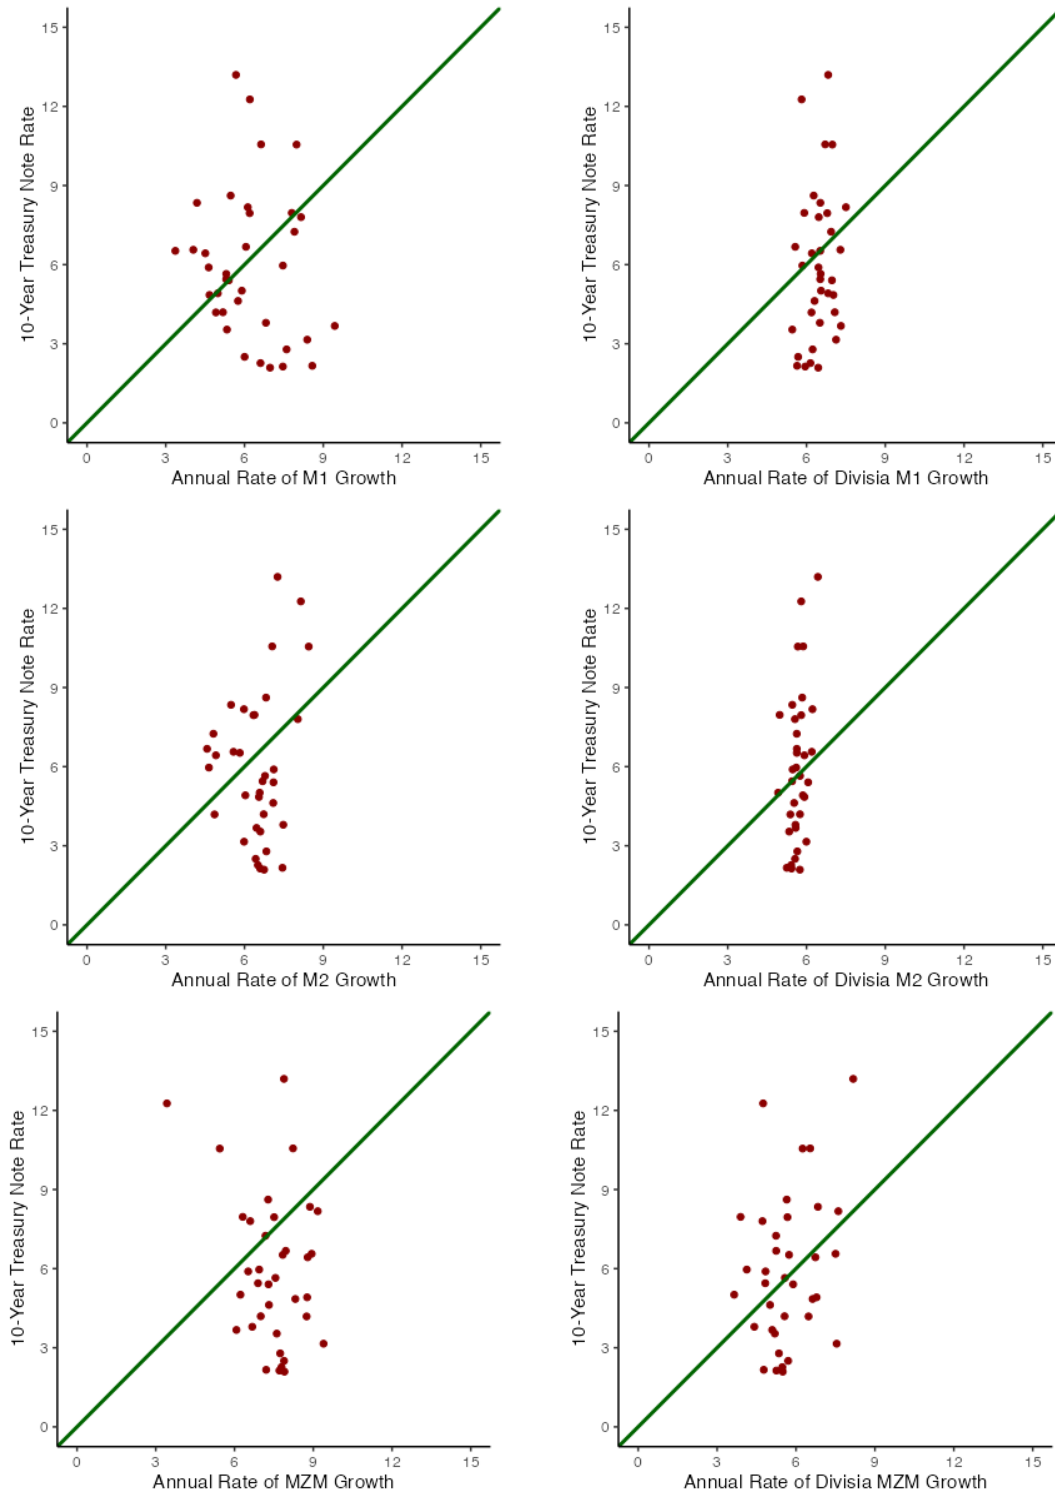 15
12
9
6
3
0
10-Year Treasury Note Rate
0 3 6 9 12 15
Annual Rate of M1 Growth
15
12
9
6
3
0
10-Year Treasury Note Rate
0 3 6 9 12 15
Annual Rate of Divisia M1 Growth
15
12
9
6
3
0
10-Year Treasury Note Rate
0 3 6 9 12 15
Annual Rate of M2 Growth
15
12
9
6
3
0
10-Year Treasury Note Rate
0 3 6 9 12 15
Annual Rate of Divisia M2 Growth
15
12
9
6
3
0
10-Year Treasury Note Rate
0 3 6 9 12 15
Annual Rate of MZM Growth
15
12
9
6
3
0
10-Year Treasury Note Rate
0 3 6 9 12 15
Annual Rate of Divisia MZM Growth